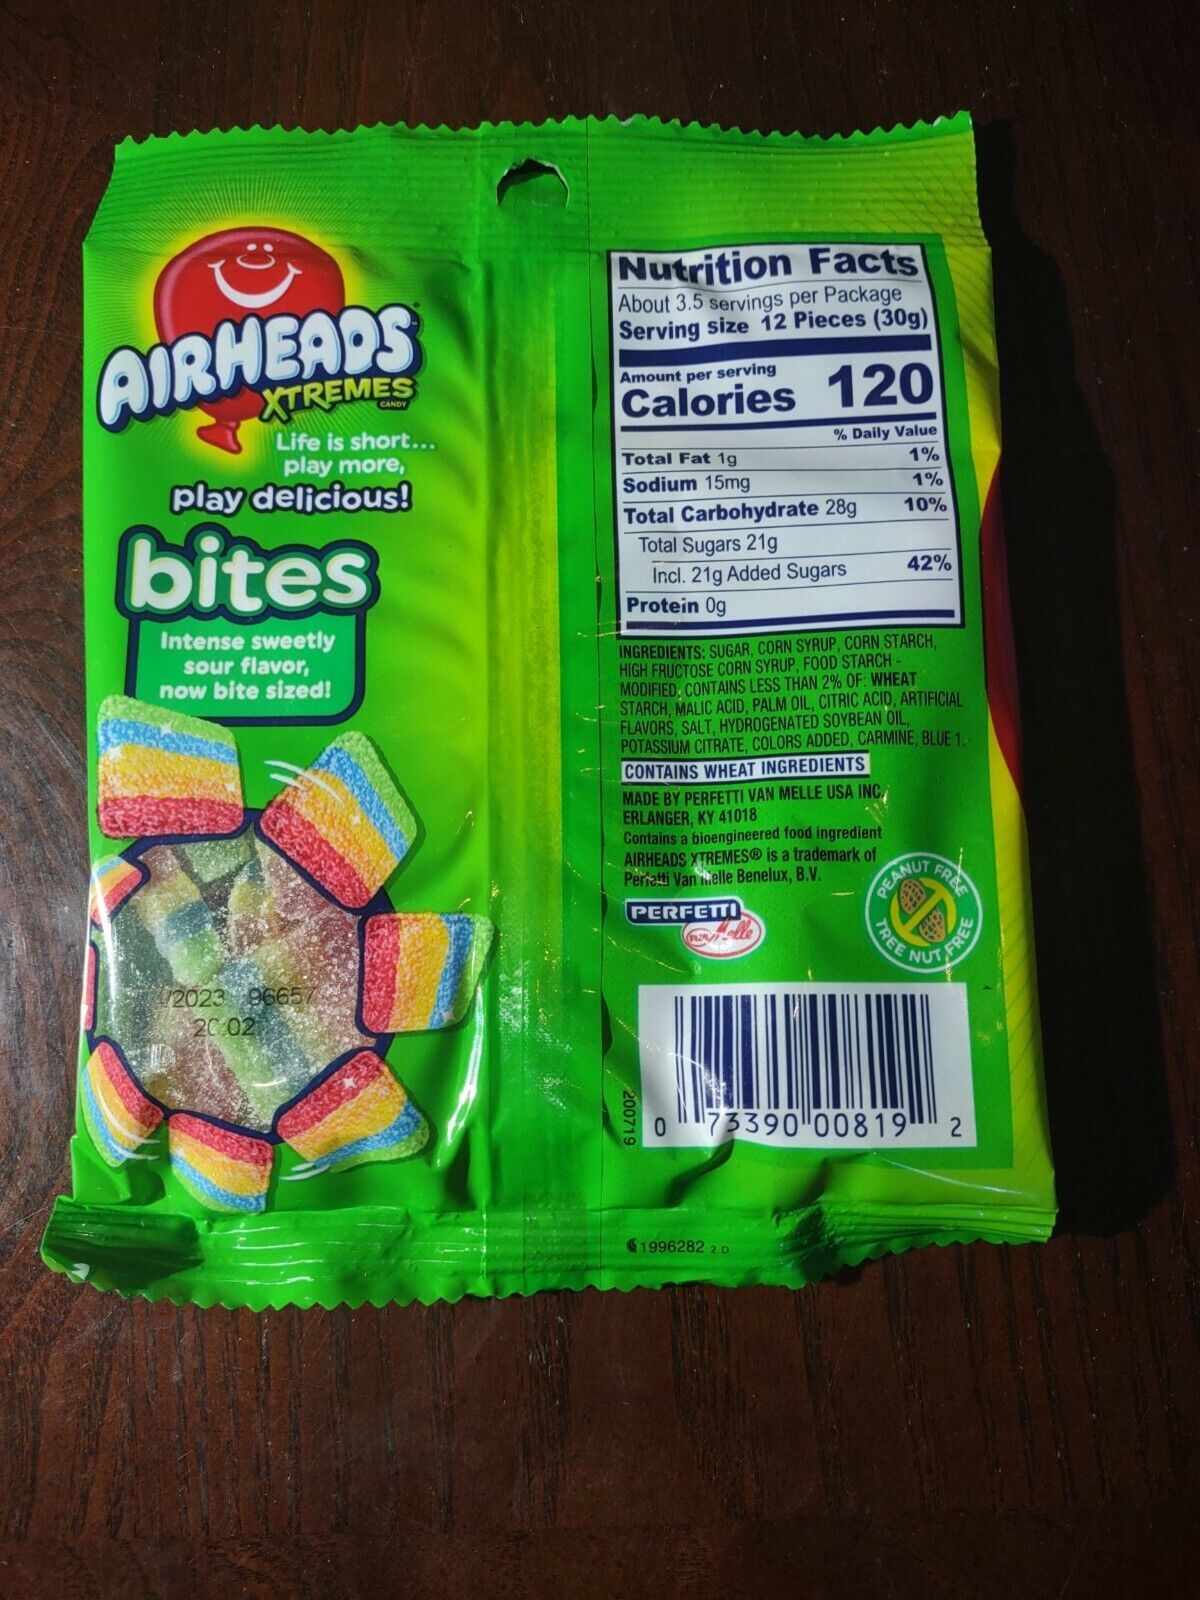 AIRHEADS
XTREMES
CANDY
Life is short...
play more,
play delicious!
bites
Intense sweetly
sour flavor,
now bite sized!
/2023 96657
20:02
Nutrition Facts
About 3.5 servings per Package
Serving size 12 Pieces (30g)
Amount per serving
Calories 120
% Daily Value
Total Fat 1g 1%
Sodium 15mg 1%
Total Carbohydrate 28g 10%
Total Sugars 21g
Incl. 21g Added Sugars 42%
Protein 0g
INGREDIENTS: SUGAR, CORN SYRUP, CORN STARCH,
HIGH FRUCTOSE CORN SYRUP, FOOD STARCH -
MODIFIED, CONTAINS LESS THAN 2% OF: WHEAT
STARCH, MALIC ACID, PALM OIL, CITRIC ACID, ARTIFICIAL
FLAVORS, SALT, HYDROGENATED SOYBEAN OIL,
POTASSIUM CITRATE, COLORS ADDED, CARMINE, BLUE 1.
CONTAINS WHEAT INGREDIENTS
MADE BY PERFETTI VAN MELLE USA INC.,
ERLANGER, KY 41018
Contains a bioengineered food ingredient
AIRHEADS XTREMES® is a trademark of
Perfetti Van Melle Benelux, B.V.
PERFETTI
van Melle
PEANUT FREE
TREE NUT FREE
200719
0 73390 00819 2
1996282 2 D